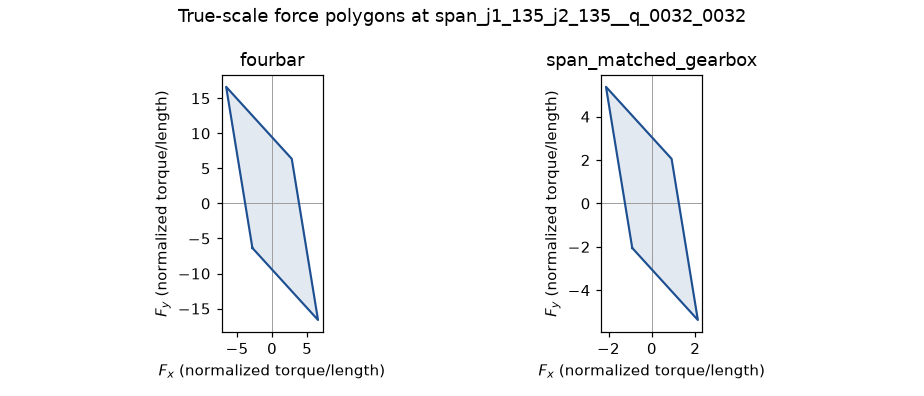 True-scale force polygons at span_j1_135_j2_135__q_0032_0032
fourbar
span_matched_gearbox
15
10
5
0
−5
−10
−15
F_y (normalized torque/length)
−5
0
5
F_x (normalized torque/length)
4
2
0
−2
−4
F_y (normalized torque/length)
−2
0
2
F_x (normalized torque/length)